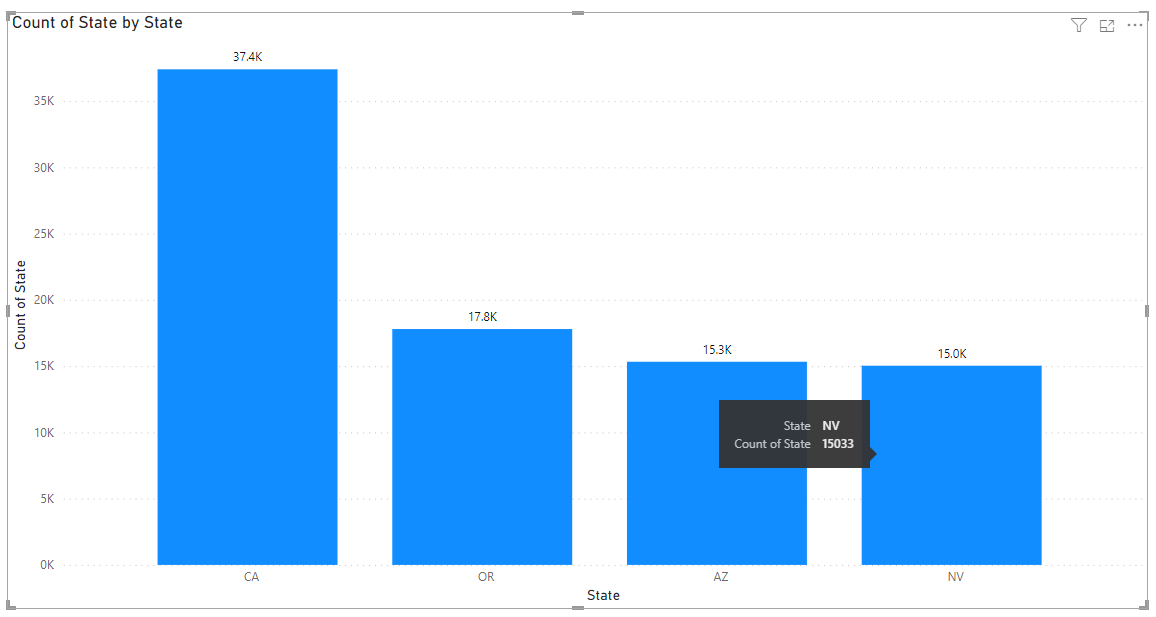 Count of State by State
37.4K
35K
30K
25K
20K
17.8K
15.3K
15.0K
15K
10K
5K
0K
Count of State
State NV
Count of State 15033
CA OR AZ NV
State